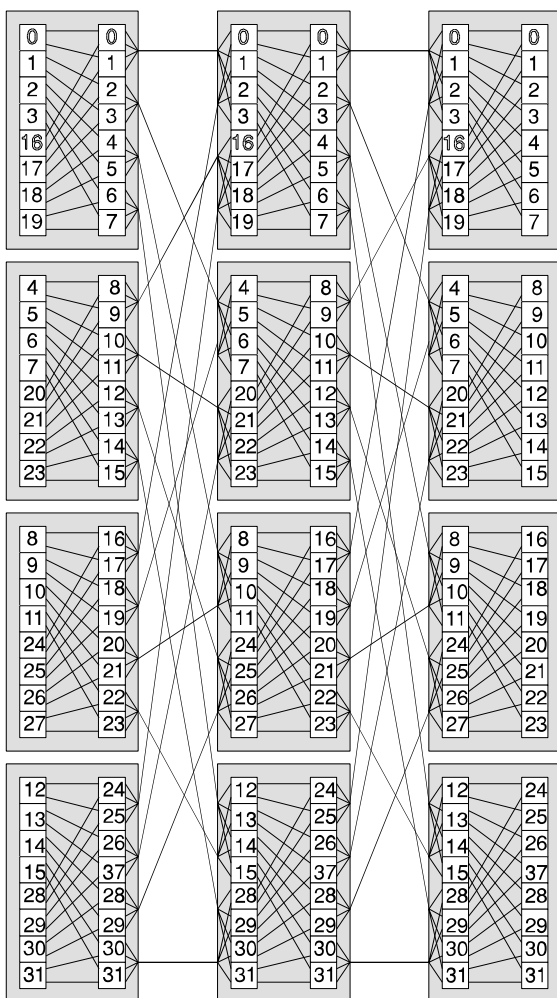 0 0 0 0 0 0
1 1 1 1 1 1
2 2 2 2 2 2
3 3 3 3 3 3
16 4 16 4 16 4
17 5 17 5 17 5
18 6 18 6 18 6
19 7 19 7 19 7
4 8 4 8 4 8
5 9 5 9 5 9
6 10 6 10 6 10
7 11 7 11 7 11
20 12 20 12 20 12
21 13 21 13 21 13
22 14 22 14 22 14
23 15 23 15 23 15
8 16 8 16 8 16
9 17 9 17 9 17
10 18 10 18 10 18
11 19 11 19 11 19
24 20 24 20 24 20
25 21 25 21 25 21
26 22 26 22 26 22
27 23 27 23 27 23
12 24 12 24 12 24
13 25 13 25 13 25
14 26 14 26 14 26
15 37 15 37 15 37
28 28 28 28 28 28
29 29 29 29 29 29
30 30 30 30 30 30
31 31 31 31 31 31